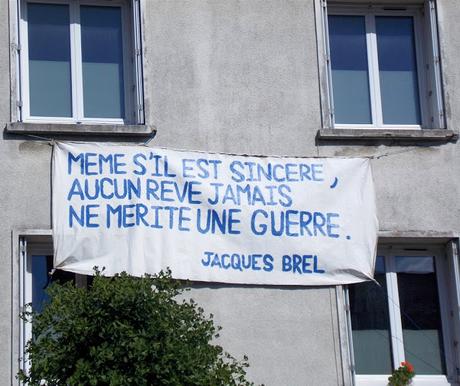 MEME S'IL EST SINCERE,
AUCUN REVE JAMAIS
NE MERITE UNE GUERRE.
JACQUES BREL